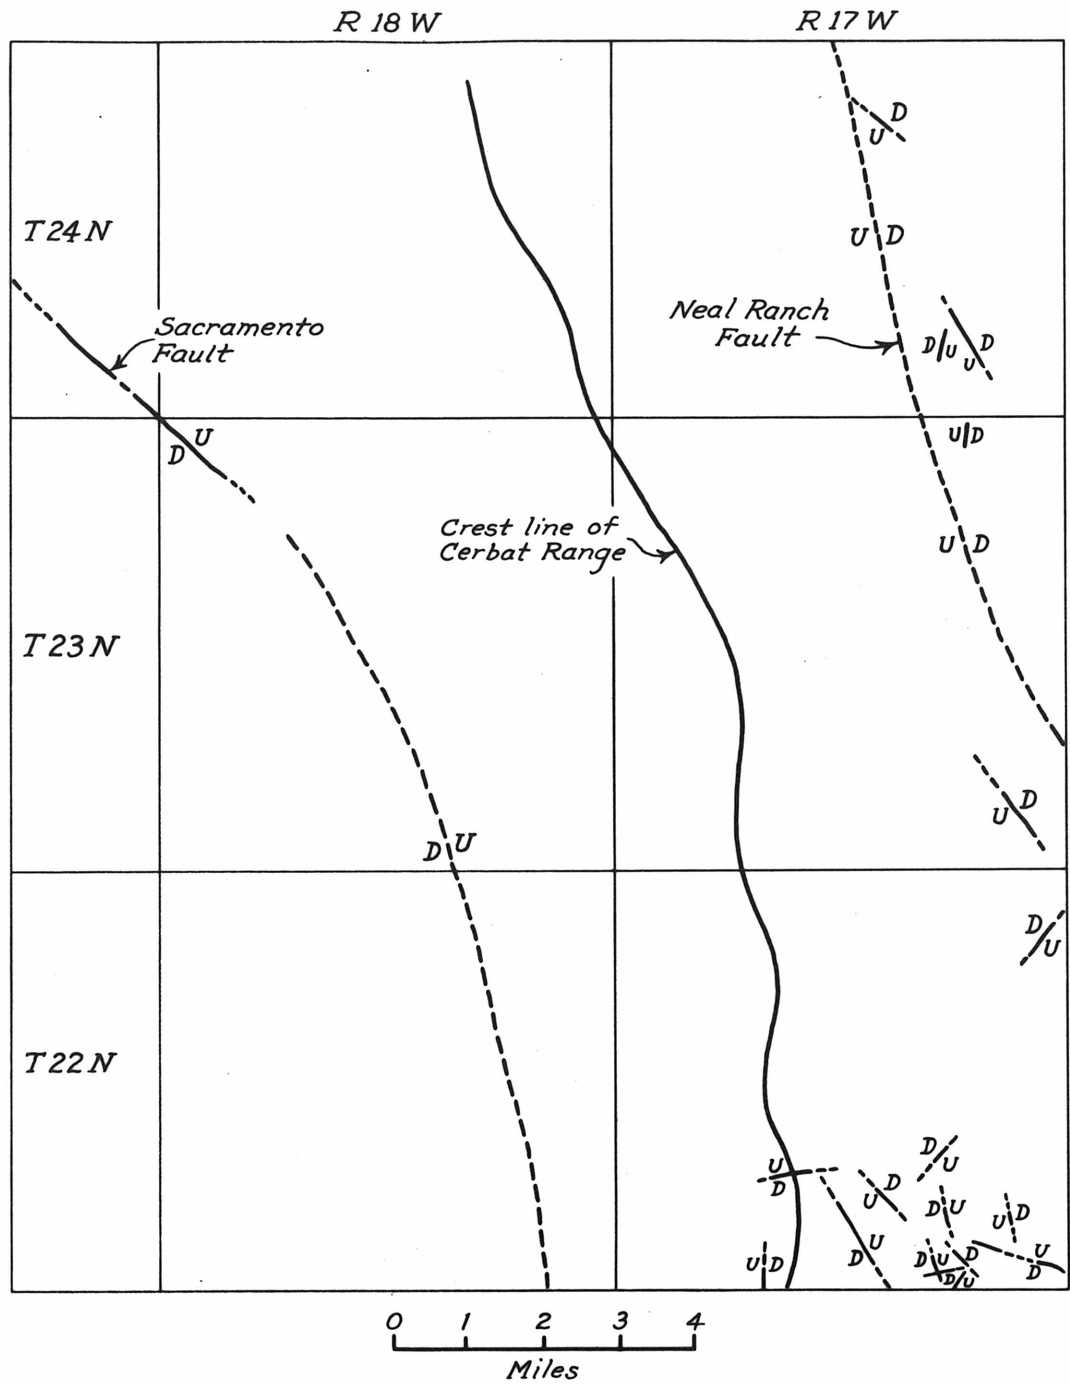 R 18 W
R 17 W
D
U
T 24 N
U D
Neal Ranch
Fault
Sacramento
Fault
D U U D
U D
U
D
Crest line of
Cerbat Range
U D
T 23 N
D
U
D U
D
U
T 22 N
D
U
U
D
D
U
D
U
D U
U D
D
U
U D
D
U
D
U
D
D U
0 1 2 3 4
Miles